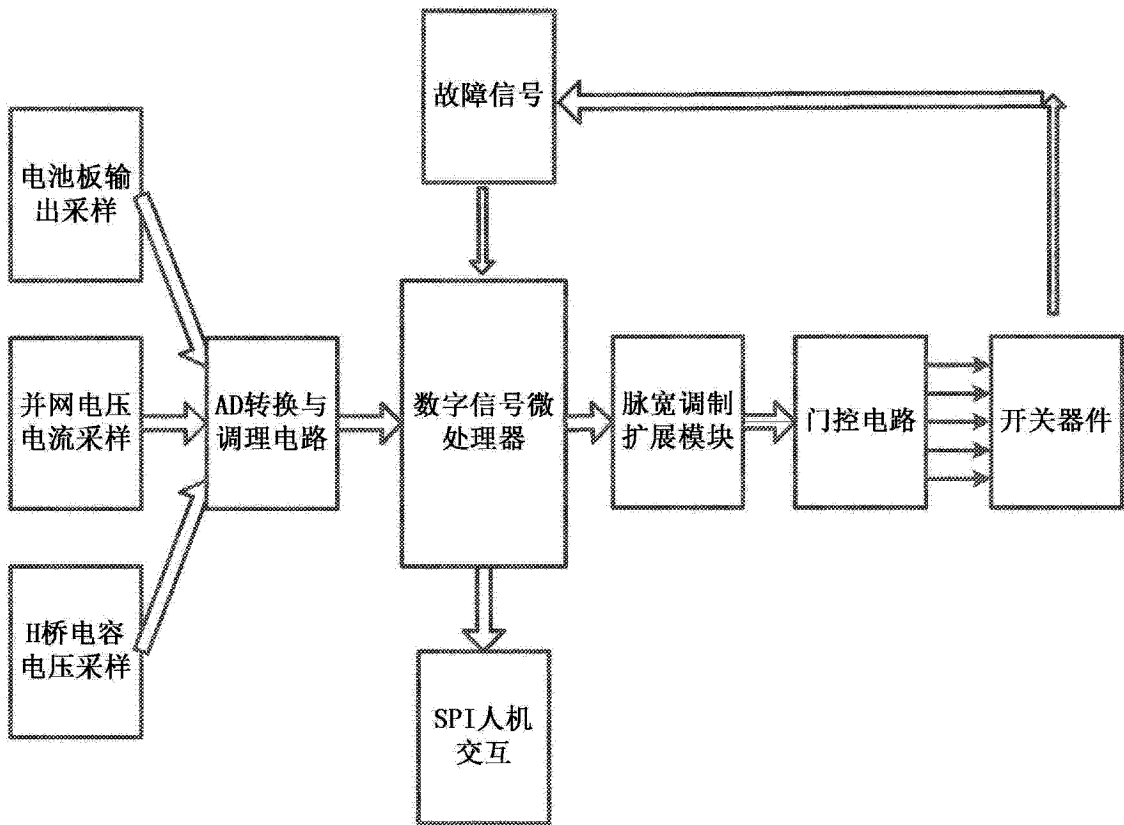 故障信号
电池板输
出采样
并网电压
电流采样
AD转换与
调理电路
数字信号微
处理器
脉宽调制
扩展模块
门控电路
开关器件
H桥电容
电压采样
SPI人机
交互